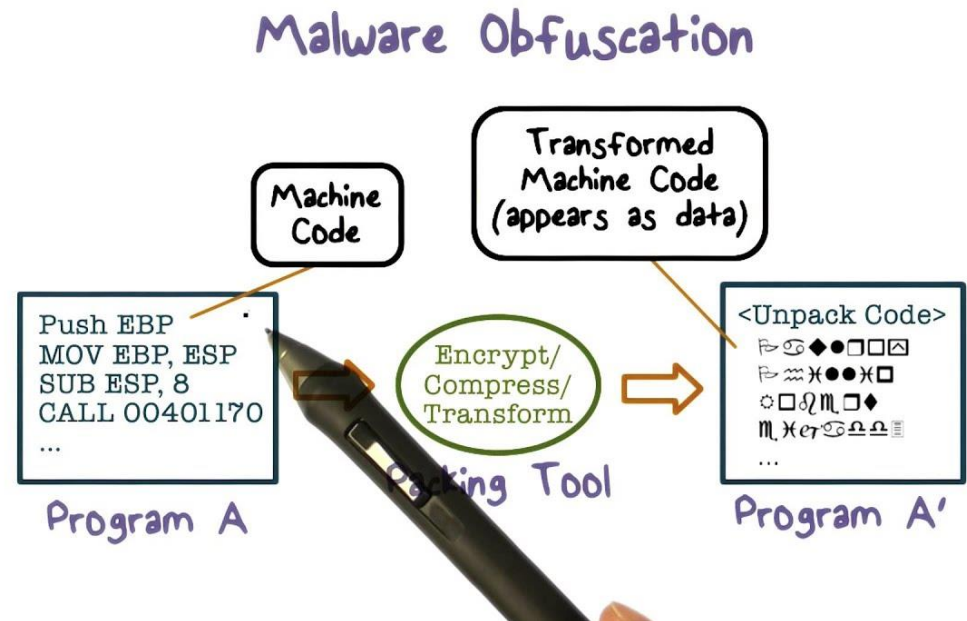 Malware Obfuscation
Machine
Code
Transformed
Machine Code
(appears as data)
Push EBP
MOV EBP, ESP
SUB ESP, 8
CALL 00401170
...
Encrypt/
Compress/
Transform
<Unpack Code>
...
Packing Tool
Program A
Program A'